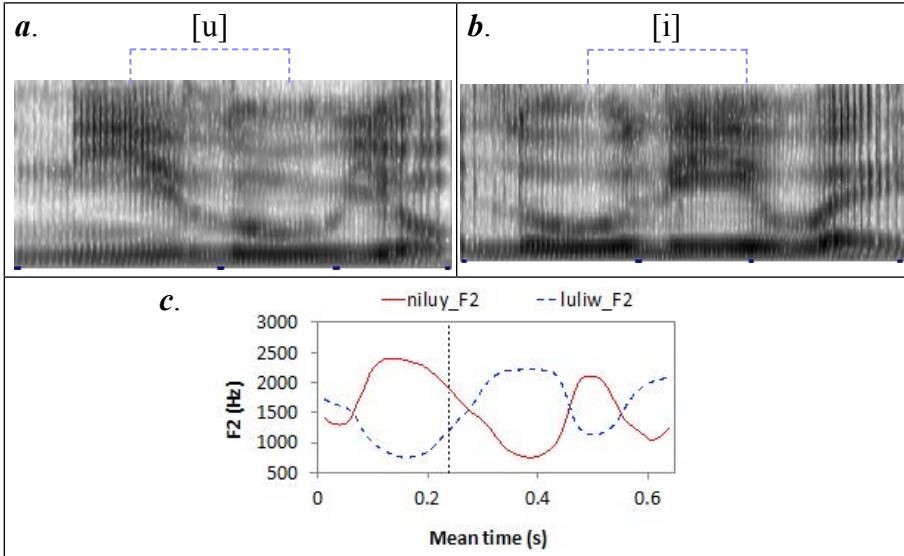 a. [u]
b. [i]
c.
niluy_F2 luliw_F2
3000
2500
2000
1500
1000
500
F2 (Hz)
0 0.2 0.4 0.6
Mean time (s)